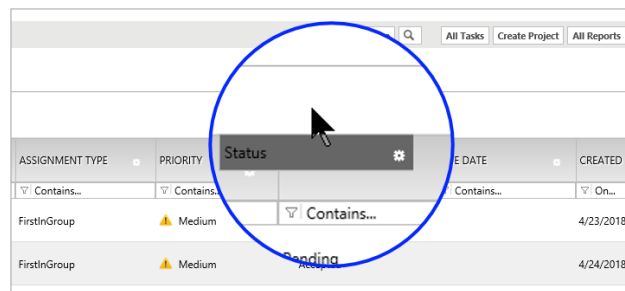 All Tasks Create Project All Reports
ASSIGNMENT TYPE PRIORITY Status E DATE CREATED
Contains... Contains.. Contains... Contains... On...
FirstInGroup Medium 4/23/2018
Pending
FirstInGroup Medium 4/24/2018